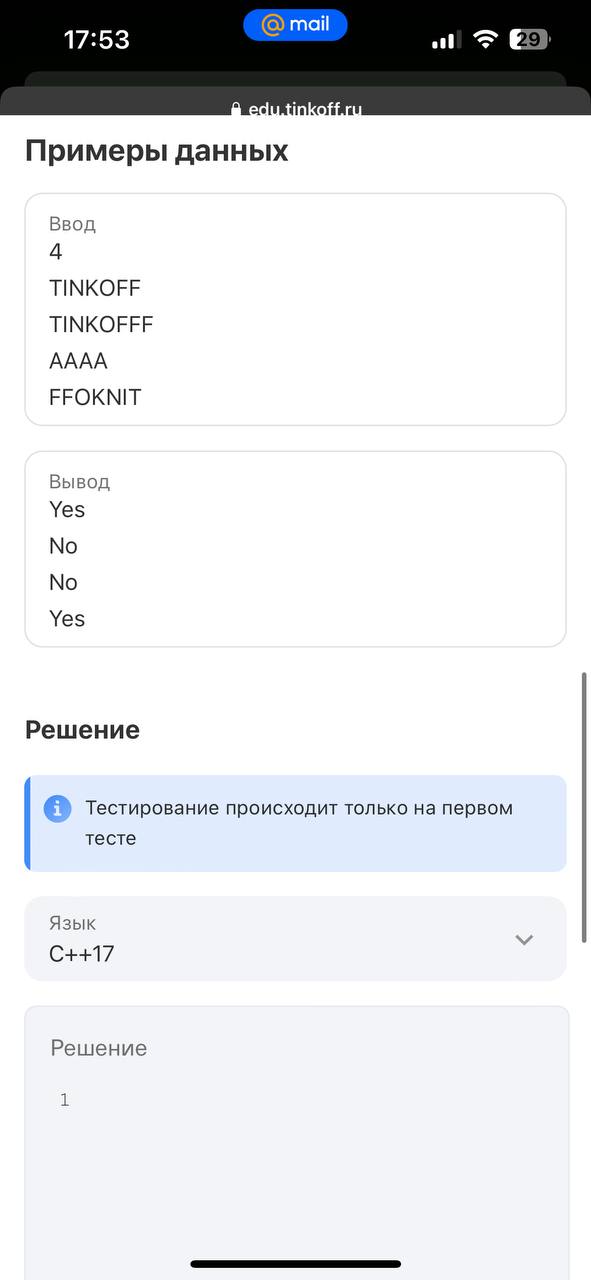 17:53
@mail
29
edu.tinkoff.ru
Примеры данных
Ввод
4
TINKOFF
TINKOFFF
AAAA
FFOKNIT
Вывод
Yes
No
No
Yes
Решение
Тестирование происходит только на первом
тесте
Язык
C++17
Решение
1